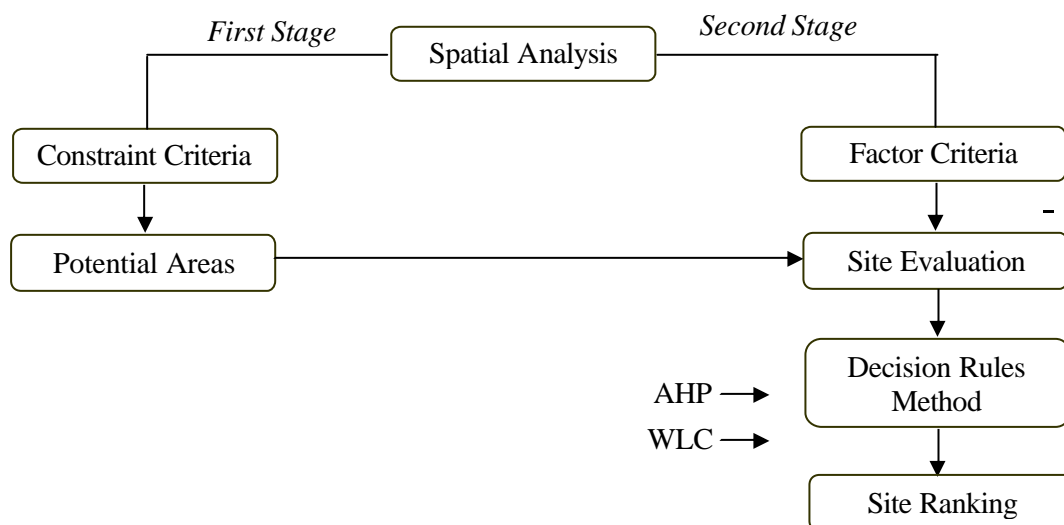 First Stage
Second Stage
Spatial Analysis
Constraint Criteria
Factor Criteria
-
Potential Areas
Site Evaluation
Decision Rules
Method
AHP
WLC
Site Ranking